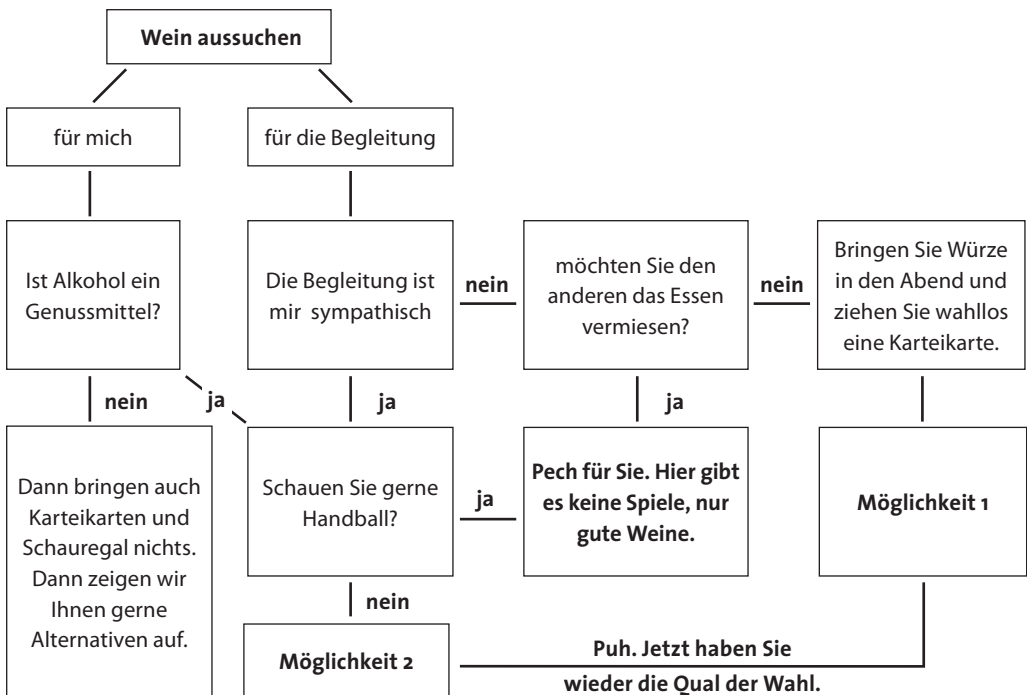 Wein aussuchen
für mich
für die Begleitung
Ist Alkohol ein
Genussmittel?
Die Begleitung ist
mir sympathisch
nein
möchten Sie den
anderen das Essen
vermiesen?
nein
Bringen Sie Würze
in den Abend und
ziehen Sie wahllos
eine Karteikarte.
nein
ja
ja
ja
Dann bringen auch
Karteikarten und
Schauregal nichts.
Dann zeigen wir
Ihnen gerne
Alternativen auf.
Schauen Sie gerne
Handball?
ja
Pech für Sie. Hier gibt
es keine Spiele, nur
gute Weine.
Möglichkeit 1
nein
Möglichkeit 2
Puh. Jetzt haben Sie
wieder die Qual der Wahl.